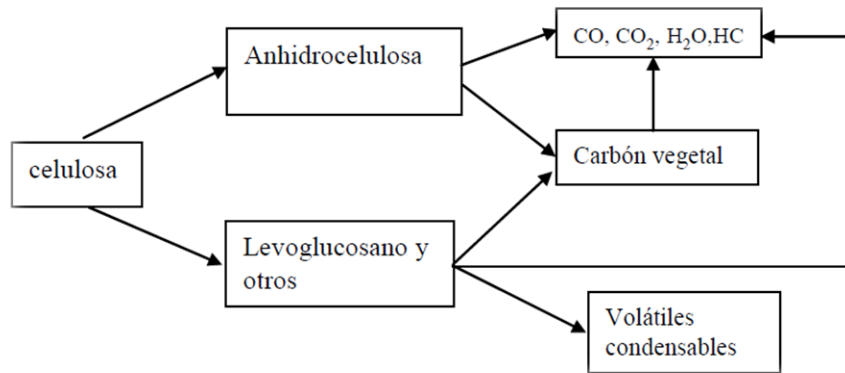 CO, CO₂, H₂O,HC
Anhidrocelulosa
Carbón vegetal
celulosa
Levoglucosano y
otros
Volátiles
condensables